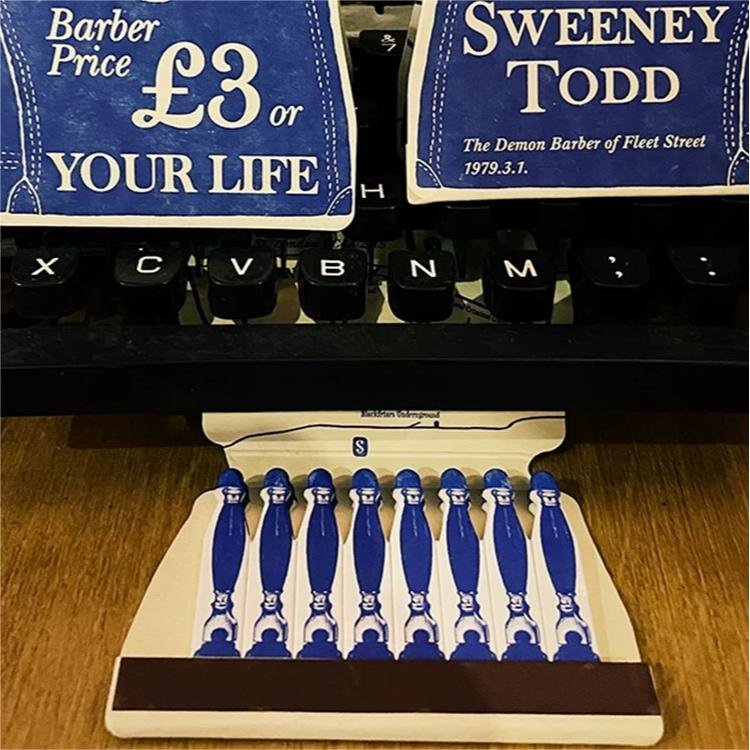 Barber
Price £3 or
YOUR LIFE
SWEENEY
TODD
The Demon Barber of Fleet Street
1979.3.1.
&
7
H
X C V B N M , :
Blackfriars Underground
S